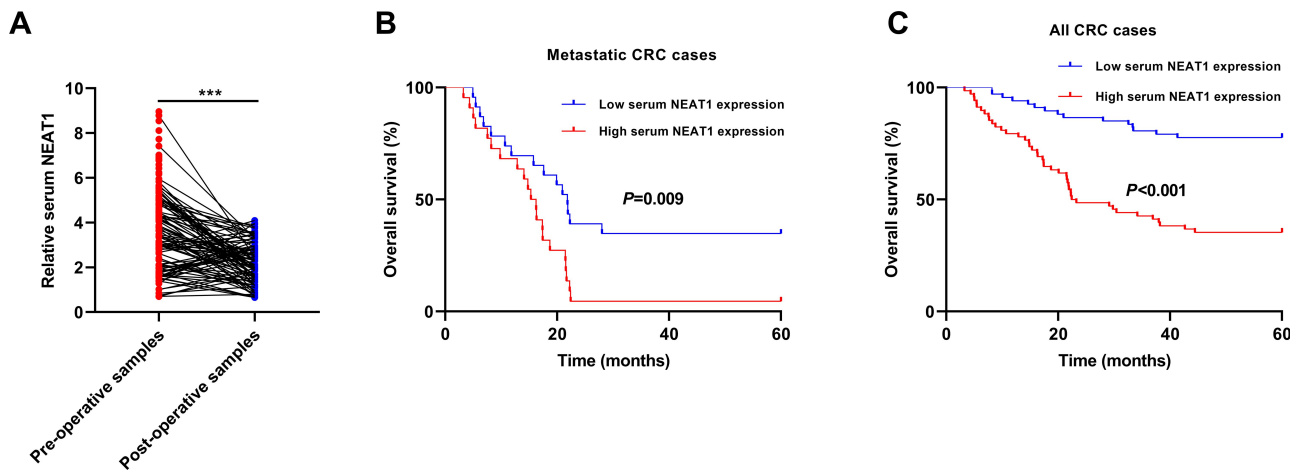 A
***
10
8
6
4
2
0
Relative serum NEAT1
Pre-operative samples
Post-operative samples
B
Metastatic CRC cases
Low serum NEAT1 expression
High serum NEAT1 expression
P=0.009
100
50
0
Overall survival (%)
0 20 40 60
Time (months)
C
All CRC cases
Low serum NEAT1 expression
High serum NEAT1 expression
P<0.001
100
50
0
Overall survival (%)
0 20 40 60
Time (months)